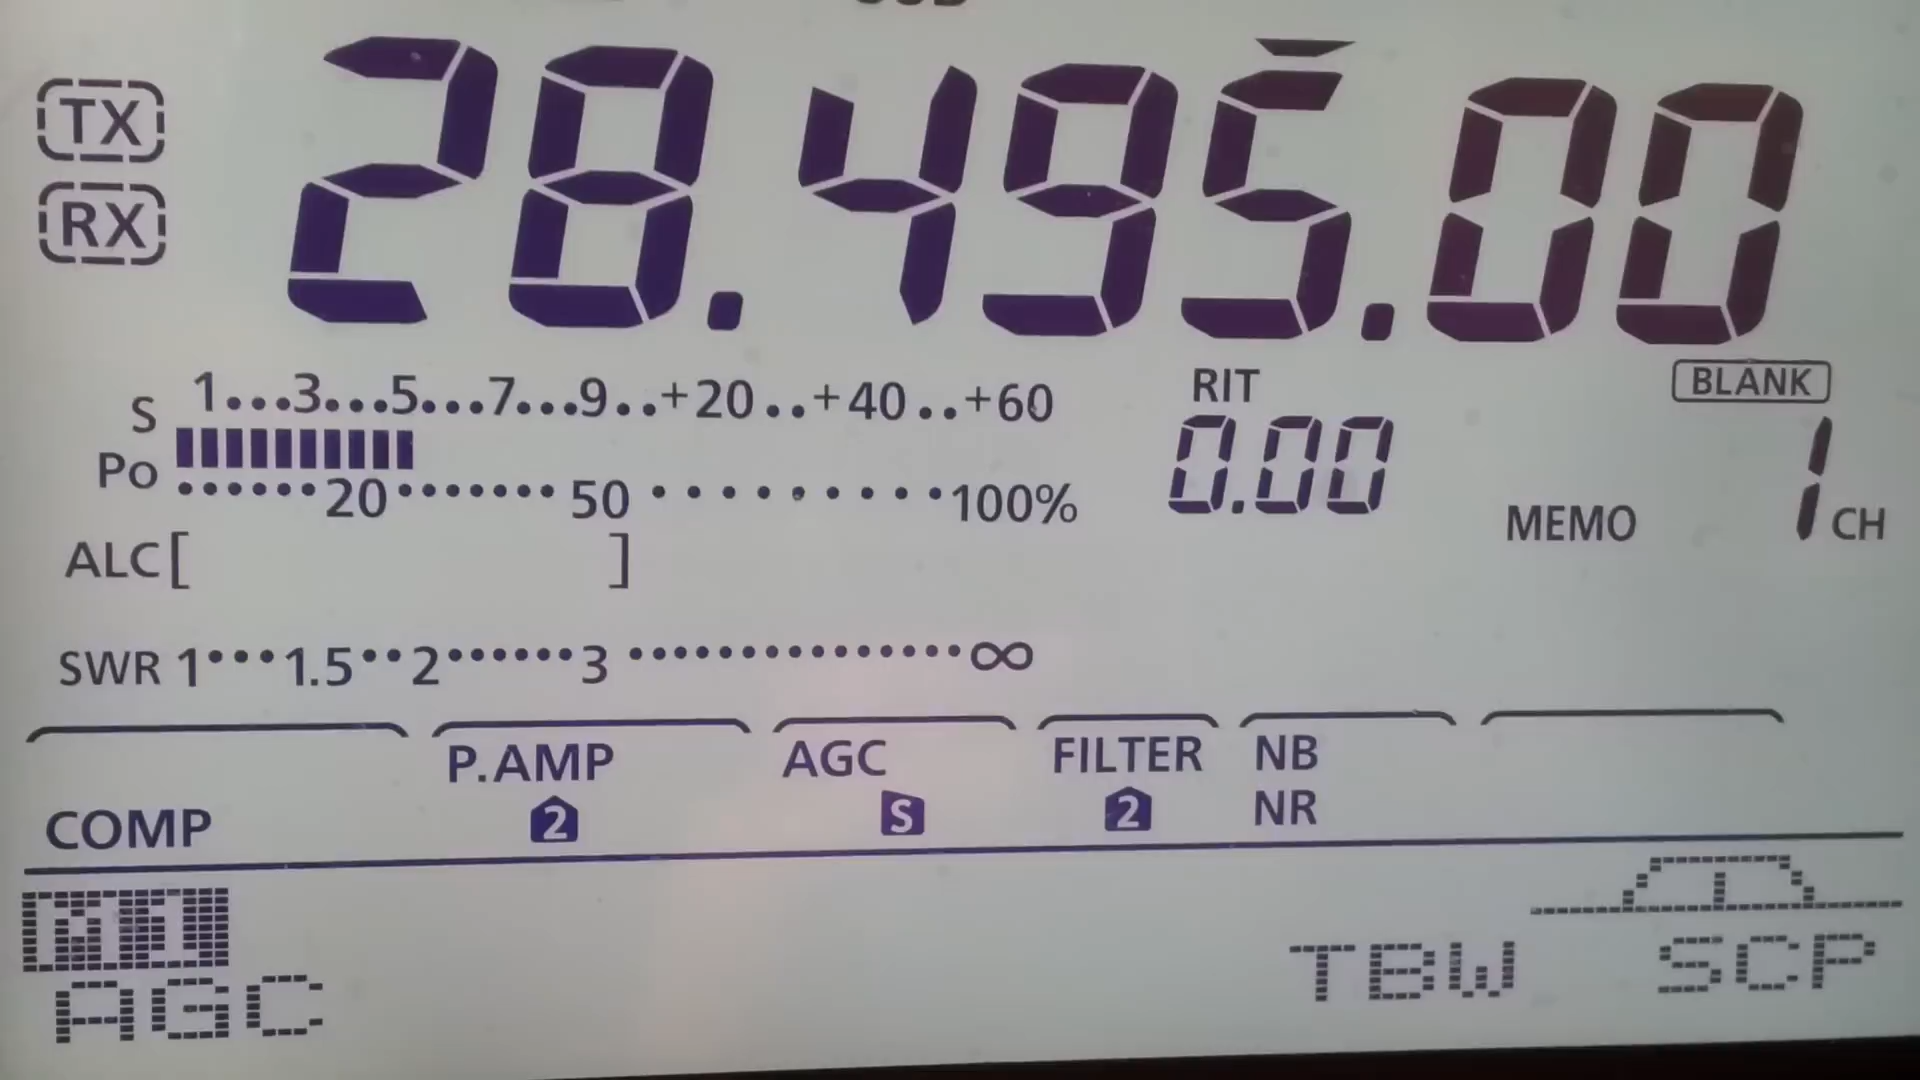 TX
28.495.00
RX
S 1...3...5...7...9..+20..+40..+60
RIT
BLANK
Po 20 50 100%
0.00
MEMO 1 CH
ALC[ ]
SWR 1•••1.5••2••••••3•••••••••••••••∞
P.AMP AGC FILTER NB
COMP 2 S 2 NR
AGC TBW SCP